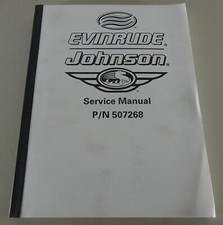 EVINRUDE®
Johnson®
Service Manual
P/N 507268